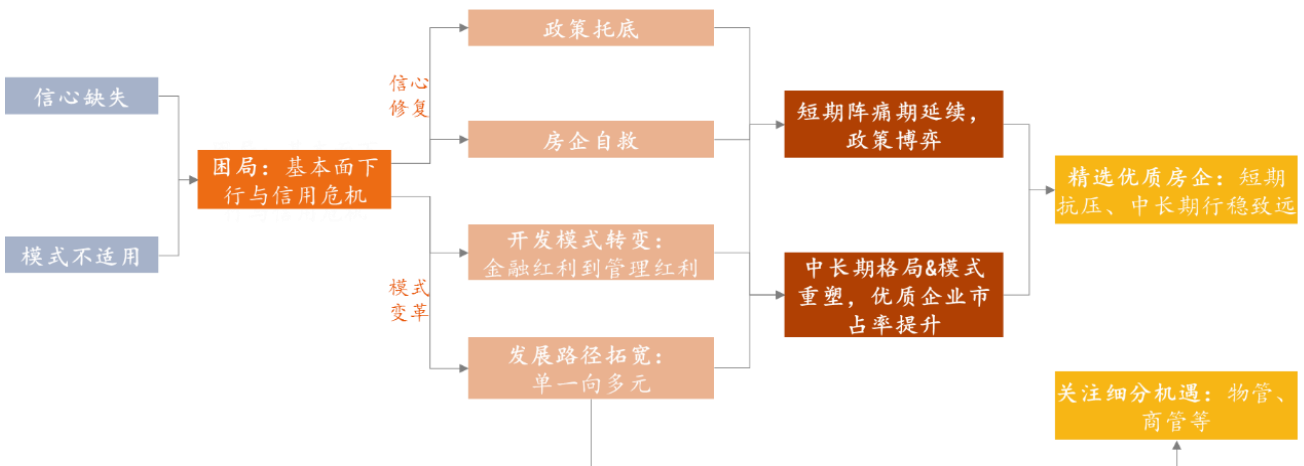 信心缺失
模式不适用
困局：基本面下
行与信用危机
信心
修复
模式
变革
政策托底
房企自救
开发模式转变：
金融红利到管理红利
发展路径拓宽：
单一向多元
短期阵痛期延续，
政策博弈
中长期格局&模式
重塑，优质企业市
占率提升
精选优质房企：短期
抗压、中长期行稳致远
关注细分机遇：物管、
商管等